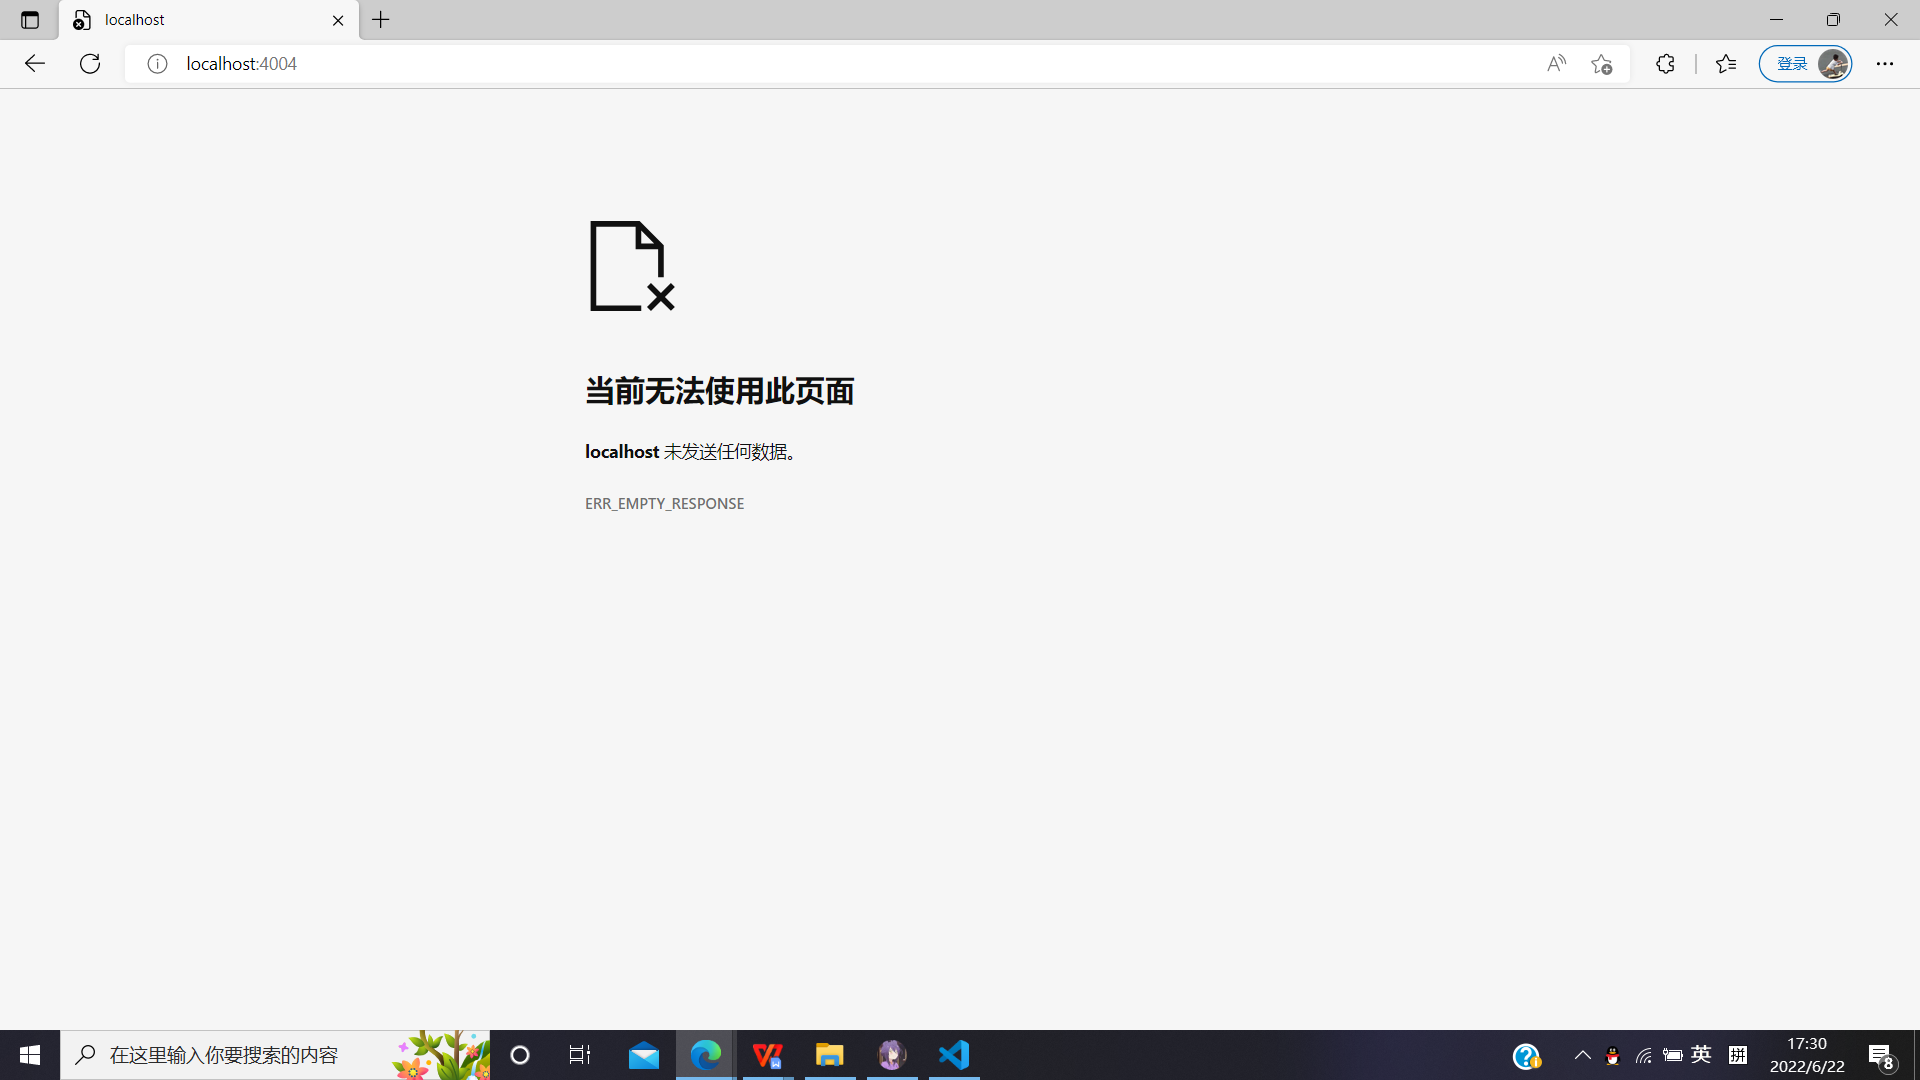 localhost
localhost:4004
登录
当前无法使用此页面
localhost 未发送任何数据。
ERR_EMPTY_RESPONSE
在这里输入你要搜索的内容
英
拼
17:30
2022/6/22
8